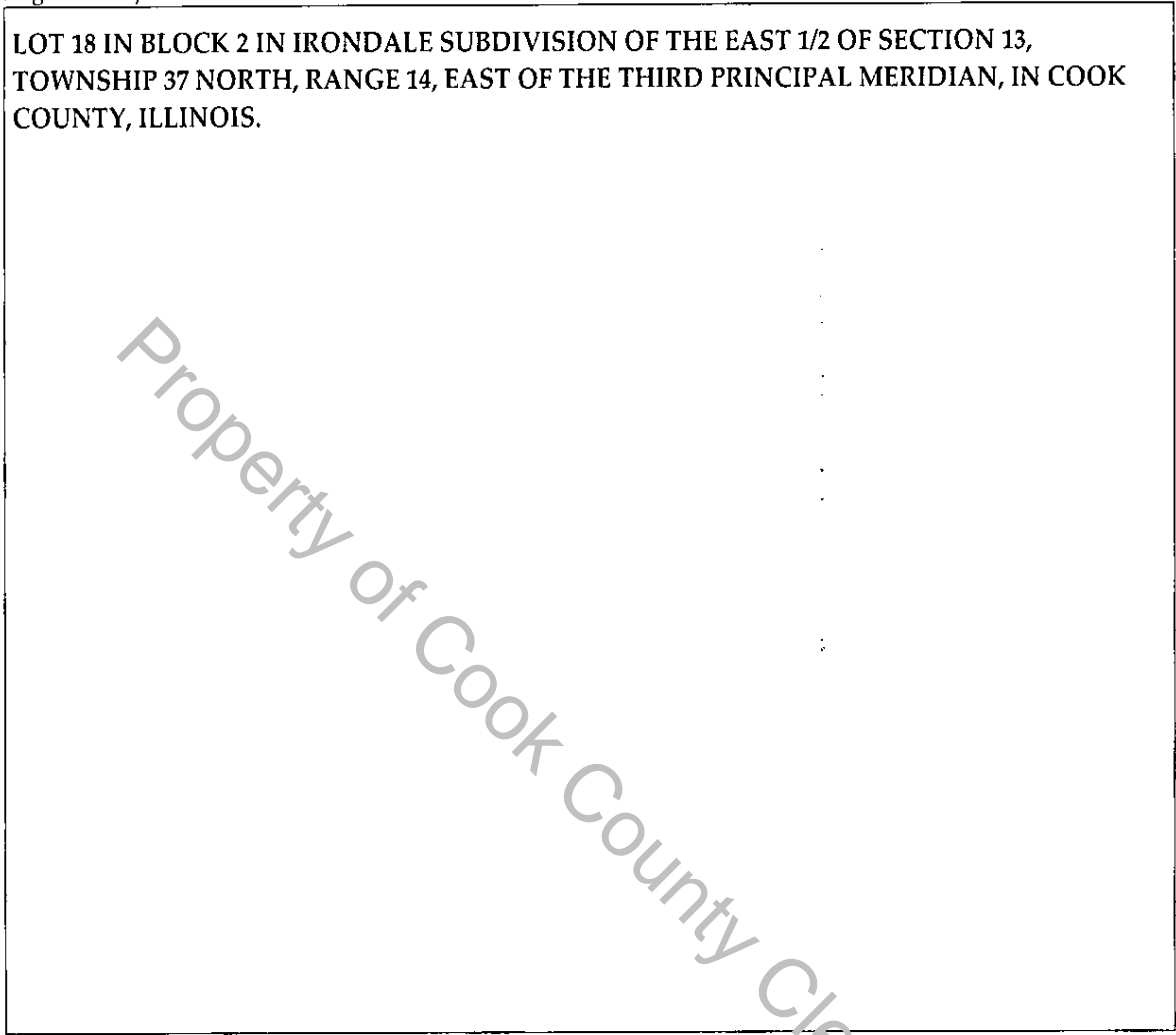 LOT 18 IN BLOCK 2 IN IRONDALE SUBDIVISION OF THE EAST 1/2 OF SECTION 13,
TOWNSHIP 37 NORTH, RANGE 14, EAST OF THE THIRD PRINCIPAL MERIDIAN, IN COOK
COUNTY, ILLINOIS.
Property of Cook County